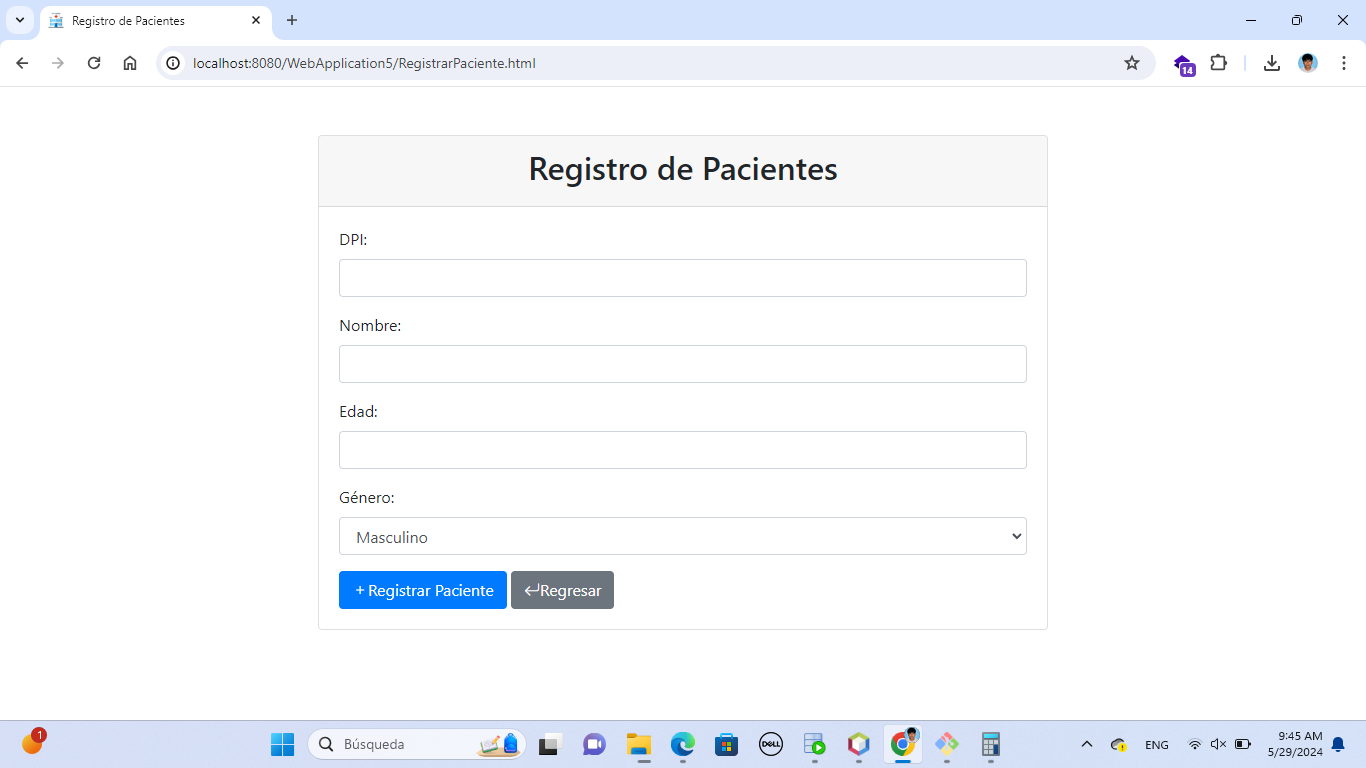 Registro de Pacientes
localhost:8080/WebApplication5/RegistrarPaciente.html
14
Registro de Pacientes
DPI:
Nombre:
Edad:
Género:
Masculino
+ Registrar Paciente
Regresar
1
Búsqueda
DELL
ENG
9:45 AM
5/29/2024